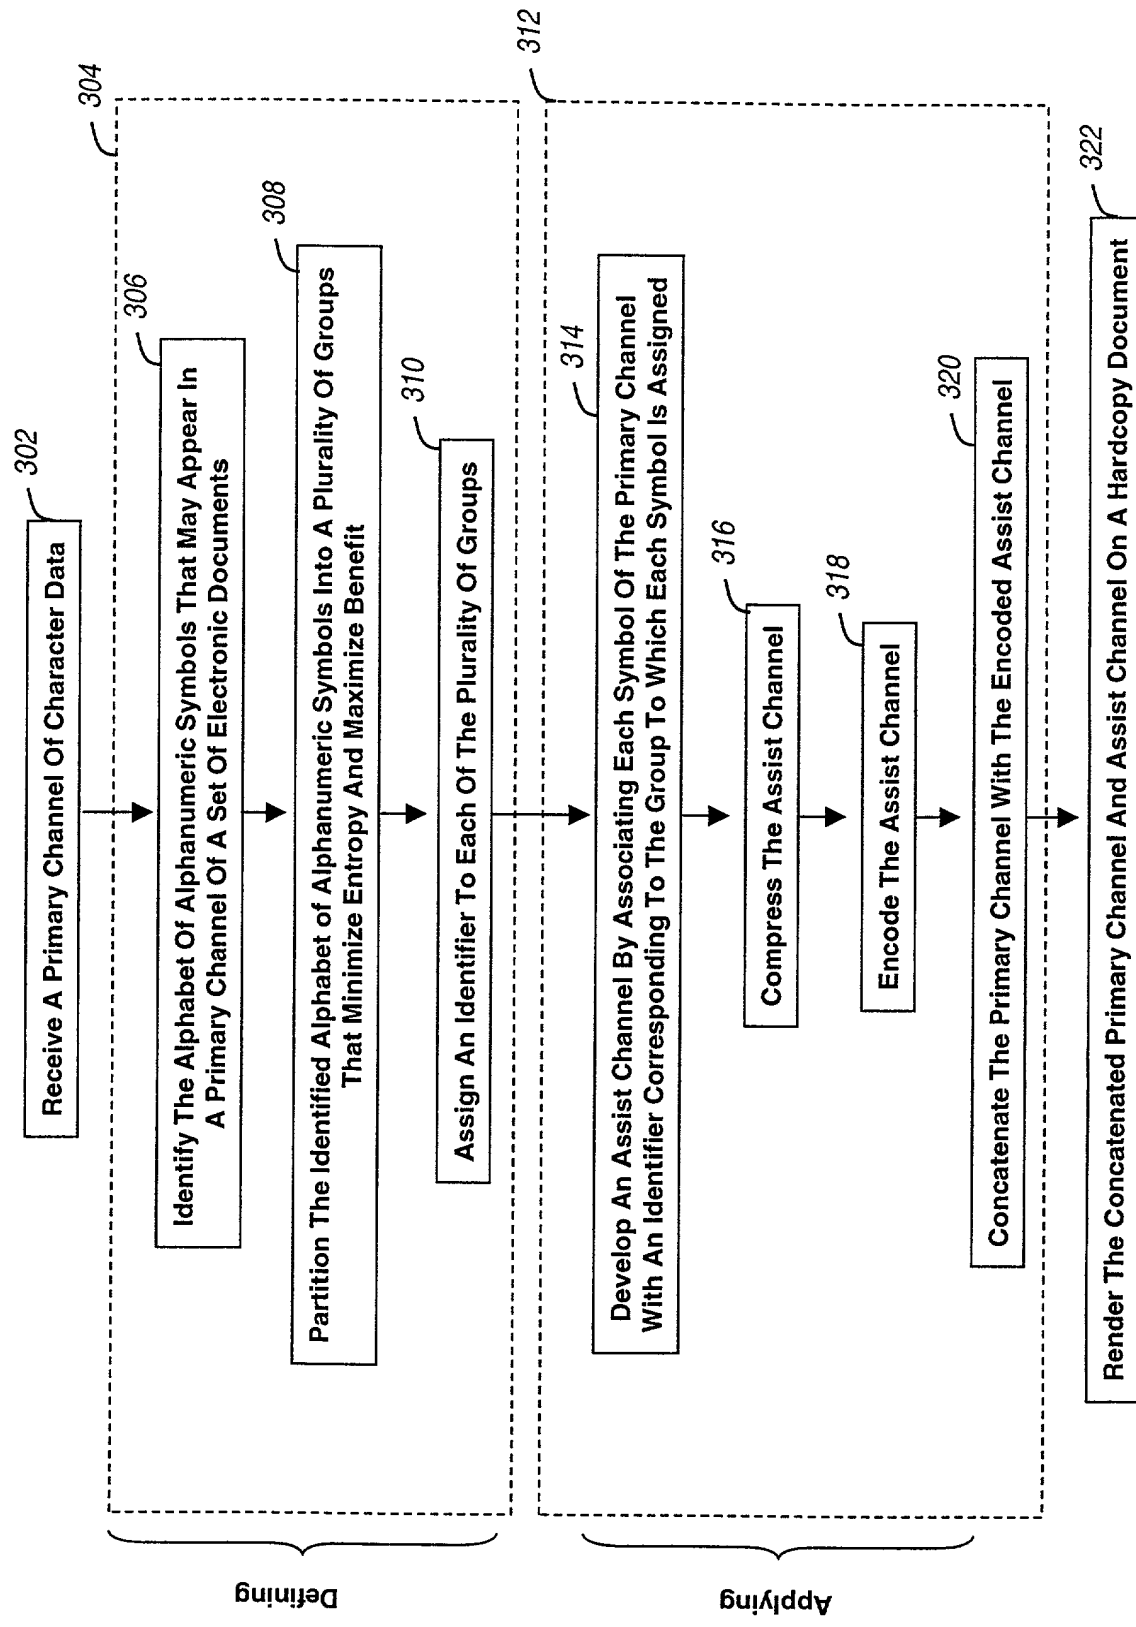 302
Receive A Primary Channel Of Character Data
304
306
Identify The Alphabet Of Alphanumeric Symbols That May Appear In
A Primary Channel Of A Set Of Electronic Documents
308
Partition The Identified Alphabet of Alphanumeric Symbols Into A Plurality Of Groups
That Minimize Entropy And Maximize Benefit
310
Assign An Identifier To Each Of The Plurality Of Groups
Defining
312
314
Develop An Assist Channel By Associating Each Symbol Of The Primary Channel
With An Identifier Corresponding To The Group To Which Each Symbol Is Assigned
316
Compress The Assist Channel
318
Encode The Assist Channel
320
Concatenate The Primary Channel With The Encoded Assist Channel
Applying
322
Render The Concatenated Primary Channel And Assist Channel On A Hardcopy Document